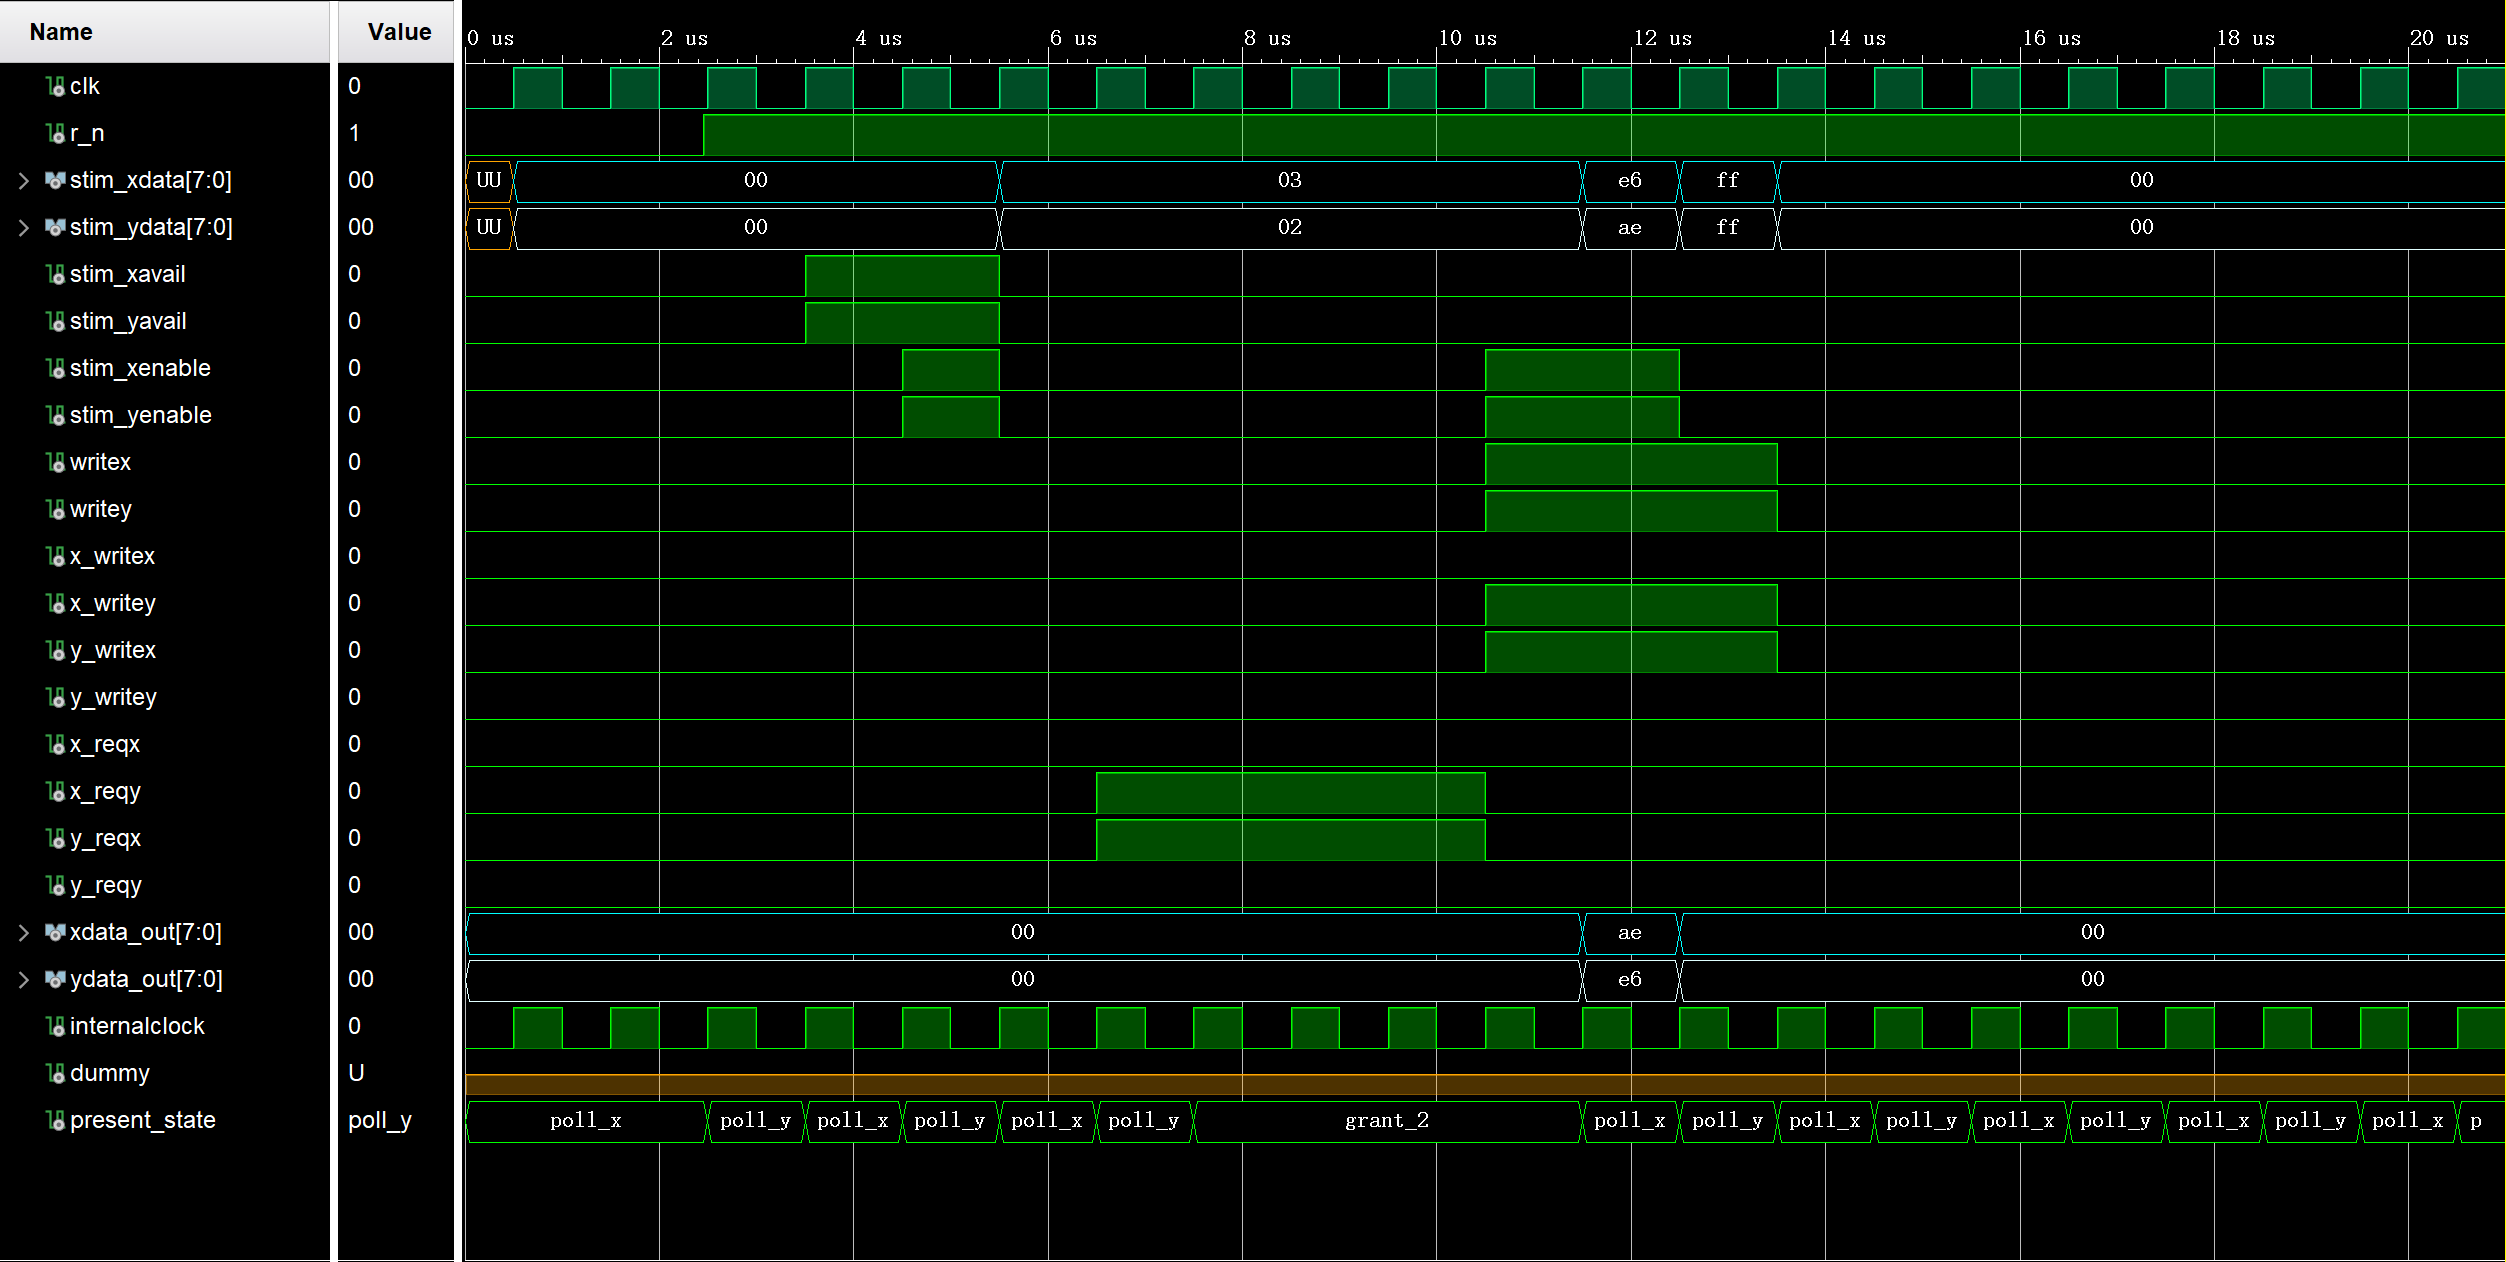 Name Value 0 us 2 us 4 us 6 us 8 us 10 us 12 us 14 us 16 us 18 us 20 us
clk 0
r_n 1
stim_xdata[7:0] 00 UU 00 03 e6 ff 00
stim_ydata[7:0] 00 UU 00 02 ae ff 00
stim_xavail 0
stim_yavail 0
stim_xenable 0
stim_yenable 0
writex 0
writey 0
x_writex 0
x_writey 0
y_writex 0
y_writey 0
x_reqx 0
x_reqy 0
y_reqx 0
y_reqy 0
xdata_out[7:0] 00 00 ae 00
ydata_out[7:0] 00 00 e6 00
internalclock 0
dummy U
present_state poll_y poll_x poll_y poll_x poll_y poll_x poll_y grant_2 poll_x poll_y poll_x poll_y poll_x poll_y poll_x poll_y poll_x p